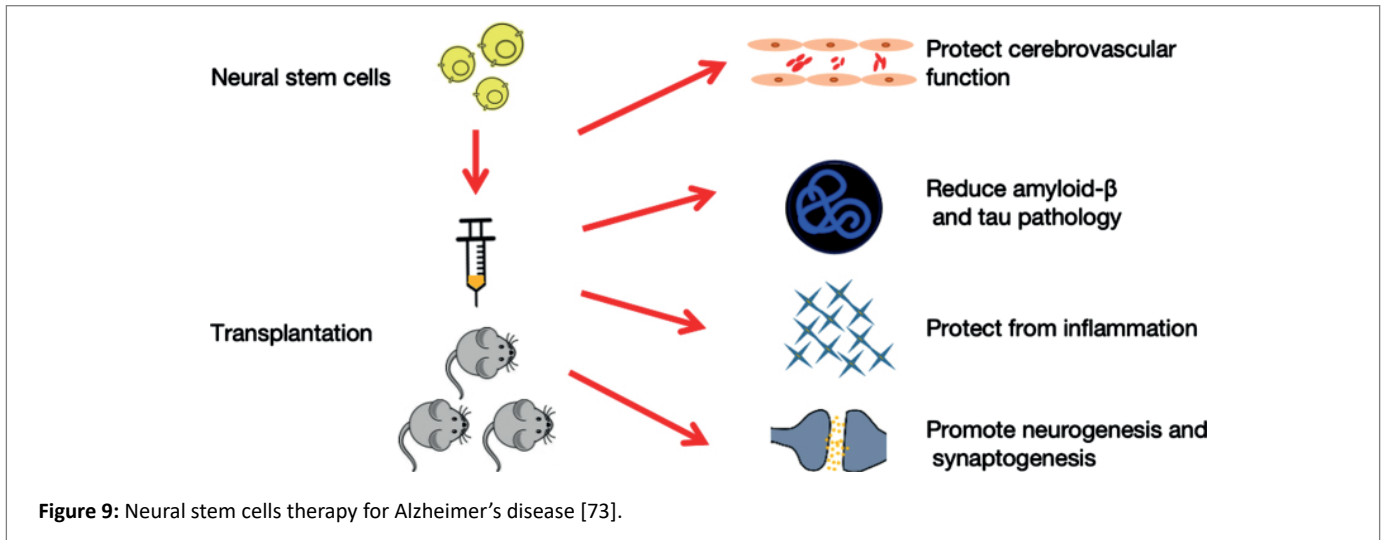 Neural stem cells
Transplantation
Protect cerebrovascular
function
Reduce amyloid-β
and tau pathology
Protect from inflammation
Promote neurogenesis and
synaptogenesis
Figure 9: Neural stem cells therapy for Alzheimer’s disease [73].